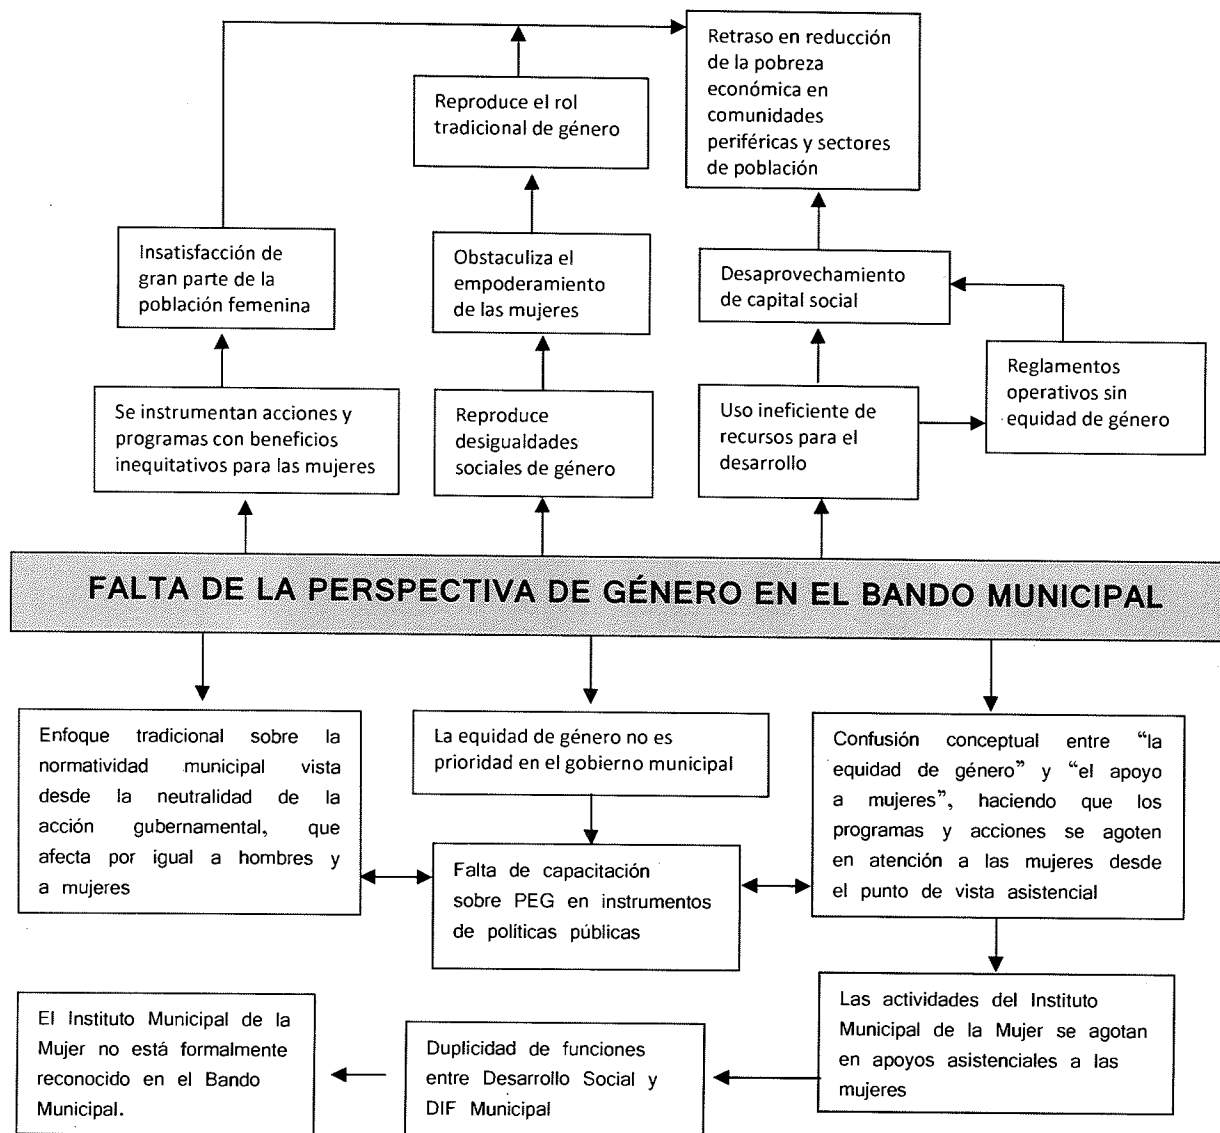 Retraso en reducción
de la pobreza
económica en
comunidades
periféricas y sectores
de población
Reproduce el rol
tradicional de género
Insatisfacción de
gran parte de la
población femenina
Obstaculiza el
empoderamiento
de las mujeres
Desaprovechamiento
de capital social
Reglamentos
operativos sin
equidad de género
Se instrumentan acciones y
programas con beneficios
inequitativos para las mujeres
Reproduce
desigualdades
sociales de género
Uso ineficiente de
recursos para el
desarrollo
FALTA DE LA PERSPECTIVA DE GÉNERO EN EL BANDO MUNICIPAL
Enfoque tradicional sobre la
normatividad municipal vista
desde la neutralidad de la
acción gubernamental, que
afecta por igual a hombres y
a mujeres
La equidad de género no es
prioridad en el gobierno municipal
Confusión conceptual entre “la
equidad de género” y “el apoyo
a mujeres”, haciendo que los
programas y acciones se agoten
en atención a las mujeres desde
el punto de vista asistencial
Falta de capacitación
sobre PEG en instrumentos
de políticas públicas
El Instituto Municipal de la
Mujer no está formalmente
reconocido en el Bando
Municipal.
Duplicidad de funciones
entre Desarrollo Social y
DIF Municipal
Las actividades del Instituto
Municipal de la Mujer se agotan
en apoyos asistenciales a las
mujeres